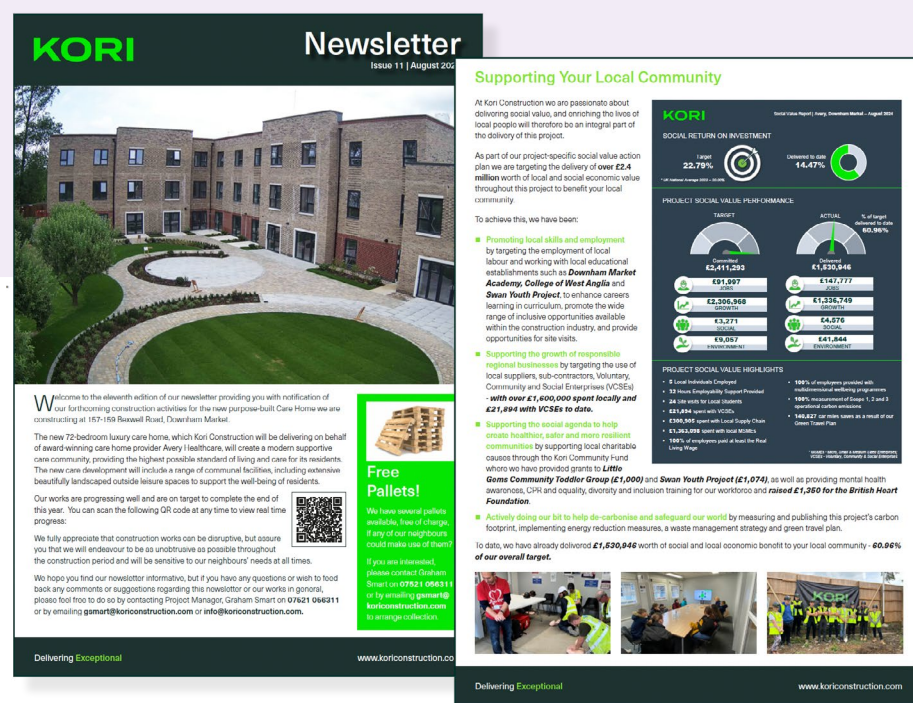 KORI
Newsletter
Issue 11 | August 202
Welcome to the eleventh edition of our newsletter providing you with notification of
our forthcoming construction activities for the new purpose-built Care Home we are
constructing at 157-159 Bexwell Road, Downham Market.
The new 72-bedroom luxury care home, which Kori Construction will be delivering on behalf
of award-winning care home provider Avery Healthcare, will create a modern supportive
care community, providing the highest possible standard of living and care for its residents.
The new care development will include a range of communal facilities, including extensive
beautifully landscaped outside leisure spaces to support the well-being of residents.
Our works are progressing well and are on target to complete the end of
this year. You can scan the following QR code at any time to view real time
progress:
We fully appreciate that construction works can be disruptive, but assure
you that we will endeavour to be as unobtrusive as possible throughout
the construction period and will be sensitive to our neighbours' needs at all times.
We hope you find our newsletter informative, but if you have any questions or wish to feed
back any comments or suggestions regarding this newsletter or our works in general,
please feel free to do so by contacting Project Manager, Graham Smart on 07521 056311
or by emailing gsmart@koriconstruction.com or info@koriconstruction.com.
Free
Pallets!
We have several pallets
available, free of charge,
if any of our neighbours
could make use of them?
If you are interested,
please contact Graham
Smart on 07521 056311
or by emailing gsmart@
koriconstruction.com
to arrange collection.
Delivering Exceptional
www.koriconstruction.co
Supporting Your Local Community
At Kori Construction we are passionate about
delivering social value, and enriching the lives of
local people will therefore be an integral part of
the delivery of this project.
As part of our project-specific social value action
plan we are targeting the delivery of over £2.4
million worth of local and social economic value
throughout this project to benefit your local
community.
To achieve this, we have been:
Promoting local skills and employment
by targeting the employment of local
labour and working with local educational
establishments such as Downham Market
Academy, College of West Anglia and
Swan Youth Project, to enhance careers
learning in curriculum, promote the wide
range of inclusive opportunities available
within the construction industry, and provide
opportunities for site visits.
Supporting the growth of responsible
regional businesses by targeting the use of
local suppliers, sub-contractors, Voluntary,
Community and Social Enterprises (VCSEs)
- with over £1,600,000 spent locally and
£21,894 with VCSEs to date.
Supporting the social agenda to help
create healthier, safer and more resilient
communities by supporting local charitable
causes through the Kori Community Fund
where we have provided grants to Little
Gems Community Toddler Group (£1,000) and Swan Youth Project (£1,074), as well as providing mental health
awareness, CPR and equality, diversity and inclusion training for our workforce and raised £1,350 for the British Heart
Foundation.
Actively doing our bit to help de-carbonise and safeguard our world by measuring and publishing this project's carbon
footprint, implementing energy reduction measures, a waste management strategy and green travel plan.
To date, we have already delivered £1,530,946 worth of social and local economic benefit to your local community - 60.96%
of our overall target.
KORI
Social Value Report | Avery, Downham Market – August 2024
SOCIAL RETURN ON INVESTMENT
Target
22.79%
Delivered to date
14.47%
PROJECT SOCIAL VALUE PERFORMANCE
TARGET
ACTUAL
% of target
delivered to date
60.96%
Committed
£2,411,293
Delivered
£1,530,946
£91,997
JOBS
£147,777
JOBS
£2,306,968
GROWTH
£1,336,749
GROWTH
£3,271
SOCIAL
£4,576
SOCIAL
£9,057
ENVIRONMENT
£41,844
ENVIRONMENT
PROJECT SOCIAL VALUE HIGHLIGHTS
5 Local Individuals Employed
32 Hours Employability Support Provided
24 Site visits for Local Students
£21,894 spent with VCSEs
£300,905 spent with Local Supply Chain
spent with local MSMEs
100% of employees paid at least the Real
Living Wage
100% of employees provided with
multidimensional wellbeing programme
100% measurement of Scope 1, 2 and 3
operational carbon emissions
140,827 car miles saves as a result of our
Green Travel Plan
KORI
Delivering Exceptional
www.koriconstruction.com